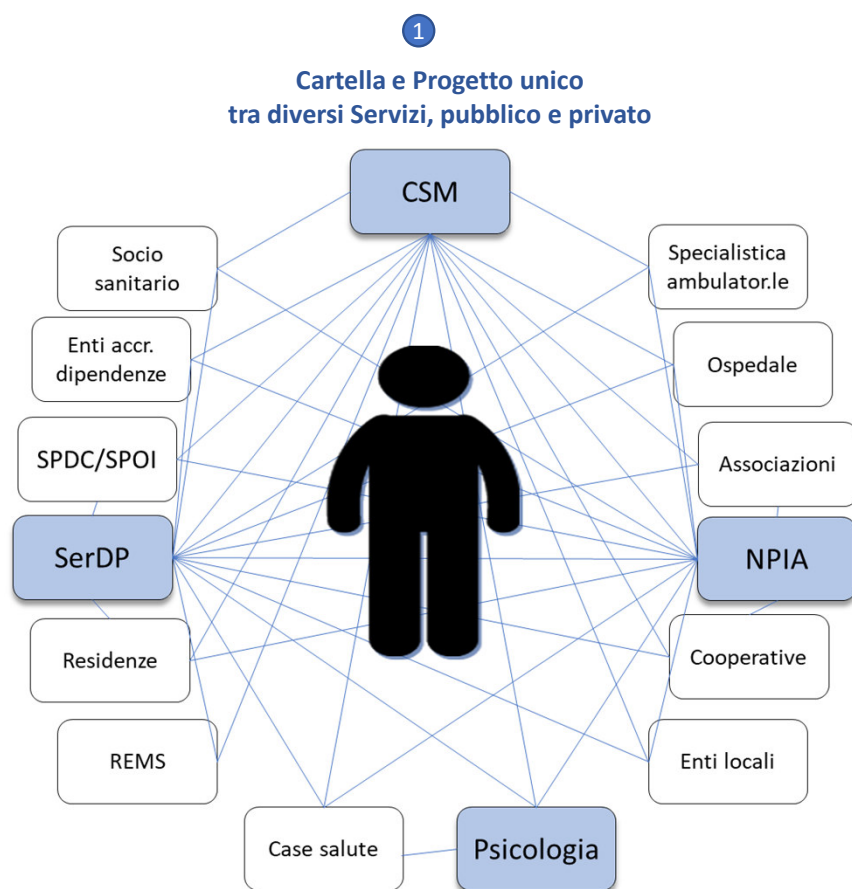 1
Cartella e Progetto unico
tra diversi Servizi, pubblico e privato
CSM
Socio
sanitario
Specialistica
ambulator.le
Enti accr.
dipendenze
Ospedale
SPDC/SPOI
Associazioni
SerDP
NPIA
Residenze
Cooperative
REMS
Enti locali
Case salute
Psicologia